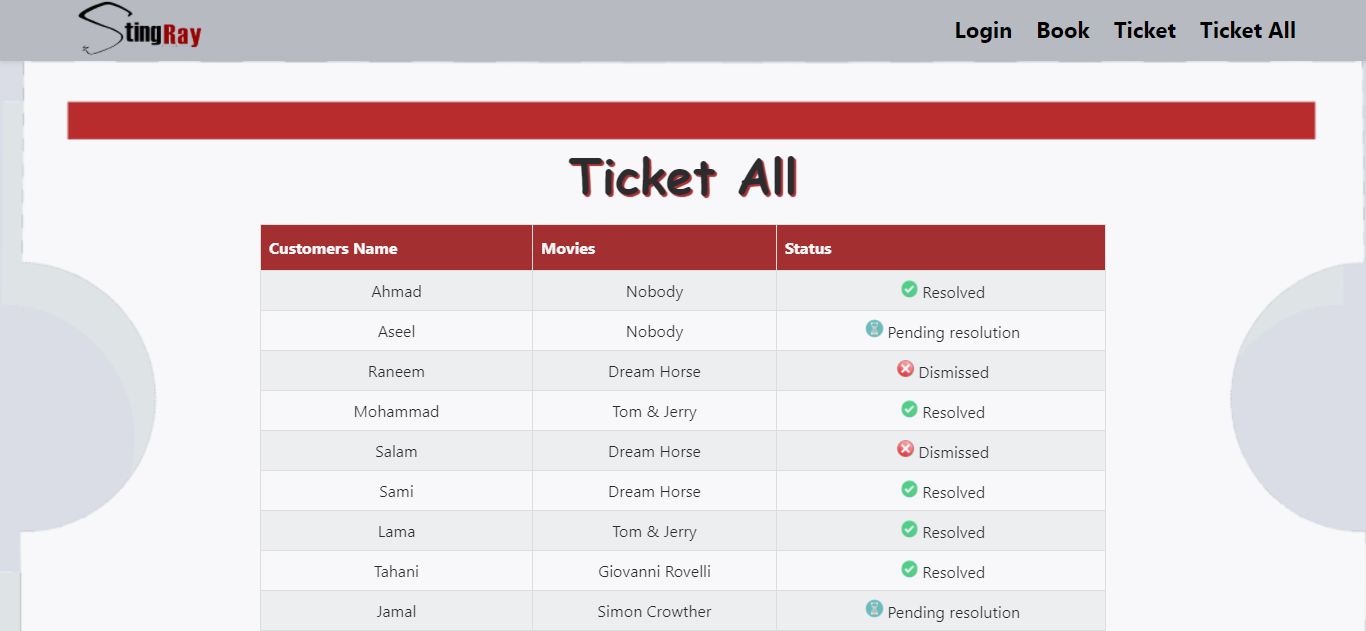 StingRay Login Book Ticket Ticket All
Ticket All
Customers Name Movies Status
Ahmad Nobody Resolved
Aseel Nobody Pending resolution
Raneem Dream Horse Dismissed
Mohammad Tom & Jerry Resolved
Salam Dream Horse Dismissed
Sami Dream Horse Resolved
Lama Tom & Jerry Resolved
Tahani Giovanni Rovelli Resolved
Jamal Simon Crowther Pending resolution